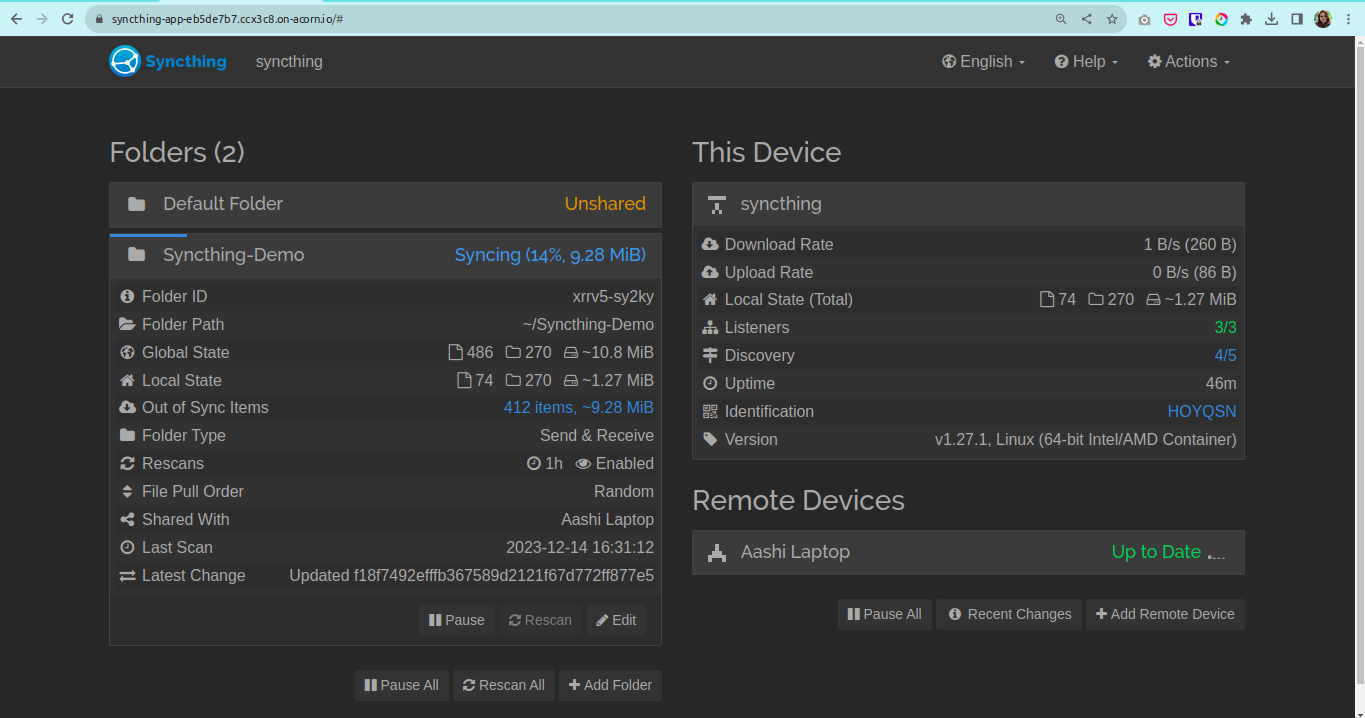 syncthing-app-eb5de7b7.ccx3c8.on-acorn.io/#
Syncthing syncthing English Help Actions
Folders (2)
Default Folder Unshared
Syncthing-Demo Syncing (14%, 9.28 MiB)
Folder ID xrrv5-sy2ky
Folder Path ~/Syncthing-Demo
Global State 486 270 ~10.8 MiB
Local State 74 270 ~1.27 MiB
Out of Sync Items 412 items, ~9.28 MiB
Folder Type Send & Receive
Rescans 1h Enabled
File Pull Order Random
Shared With Aashi Laptop
Last Scan 2023-12-14 16:31:12
Latest Change Updated f18f7492efffb367589d2121f67d772ff877e5
Pause Rescan Edit
Pause All Rescan All Add Folder
This Device
syncthing
Download Rate 1 B/s (260 B)
Upload Rate 0 B/s (86 B)
Local State (Total) 74 270 ~1.27 MiB
Listeners 3/3
Discovery 4/5
Uptime 46m
Identification HOYQSN
Version v1.27.1, Linux (64-bit Intel/AMD Container)
Remote Devices
Aashi Laptop Up to Date
Pause All Recent Changes Add Remote Device